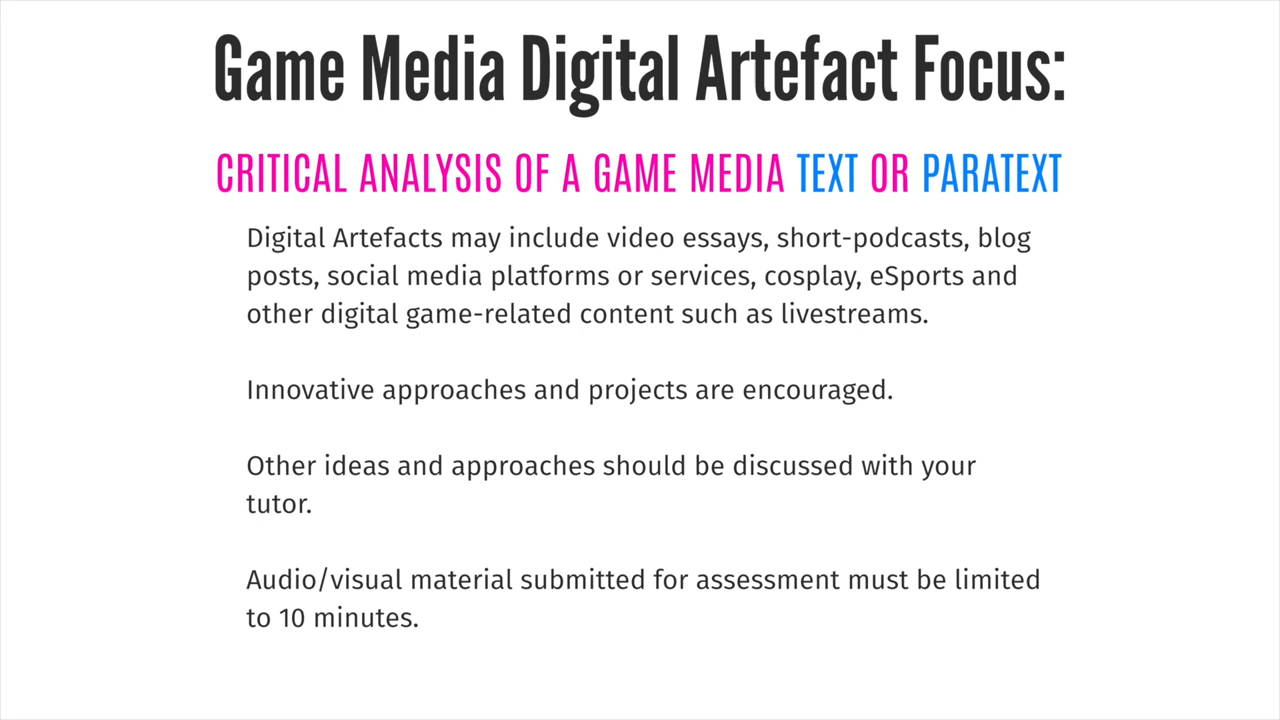 Game Media Digital Artefact Focus:
CRITICAL ANALYSIS OF A GAME MEDIA TEXT OR PARATEXT
Digital Artefacts may include video essays, short-podcasts, blog
posts, social media platforms or services, cosplay, eSports and
other digital game-related content such as livestreams.
Innovative approaches and projects are encouraged.
Other ideas and approaches should be discussed with your
tutor.
Audio/visual material submitted for assessment must be limited
to 10 minutes.